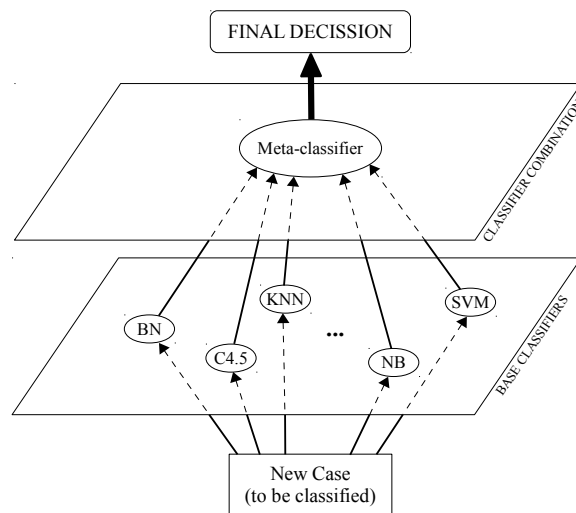 FINAL DECISSION
Meta-classifier
CLASSIFIER COMBINATION
KNN
SVM
BN
...
C4.5
NB
BASE CLASSIFIERS
New Case
(to be classified)